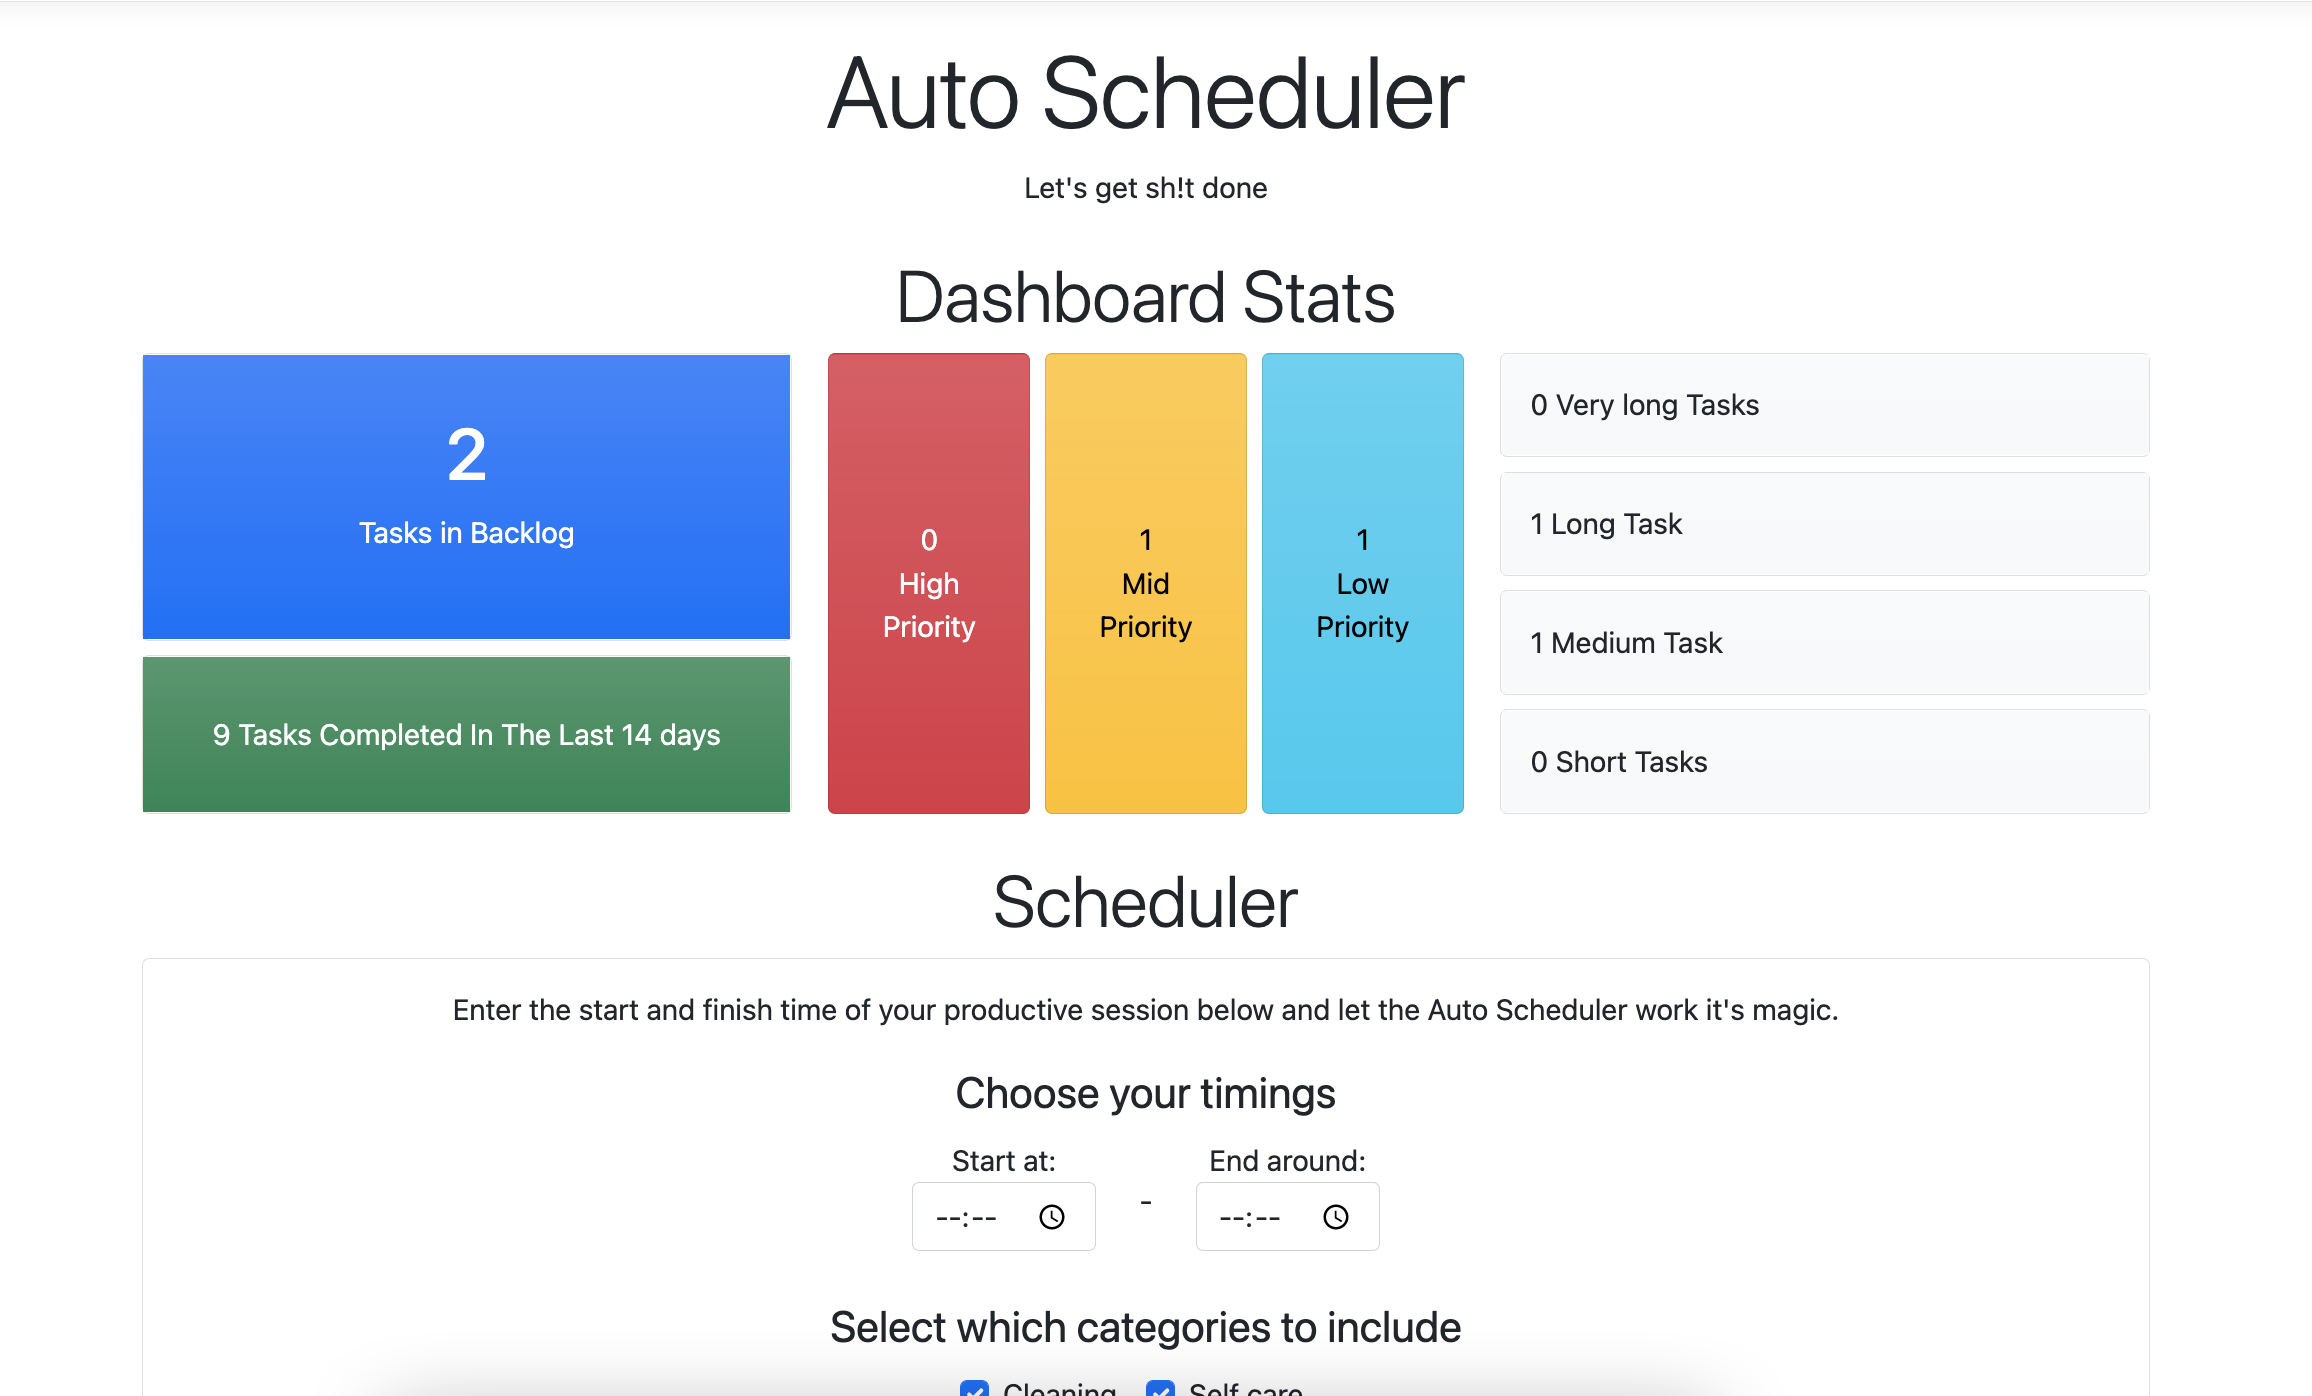 Auto Scheduler
Let's get sh!t done
Dashboard Stats
2
Tasks in Backlog
9 Tasks Completed In The Last 14 days
0
High
Priority
1
Mid
Priority
1
Low
Priority
0 Very long Tasks
1 Long Task
1 Medium Task
0 Short Tasks
Scheduler
Enter the start and finish time of your productive session below and let the Auto Scheduler work it's magic.
Choose your timings
Start at:
End around:
--:--
-
--:--
Select which categories to include
Cleaning
Self care